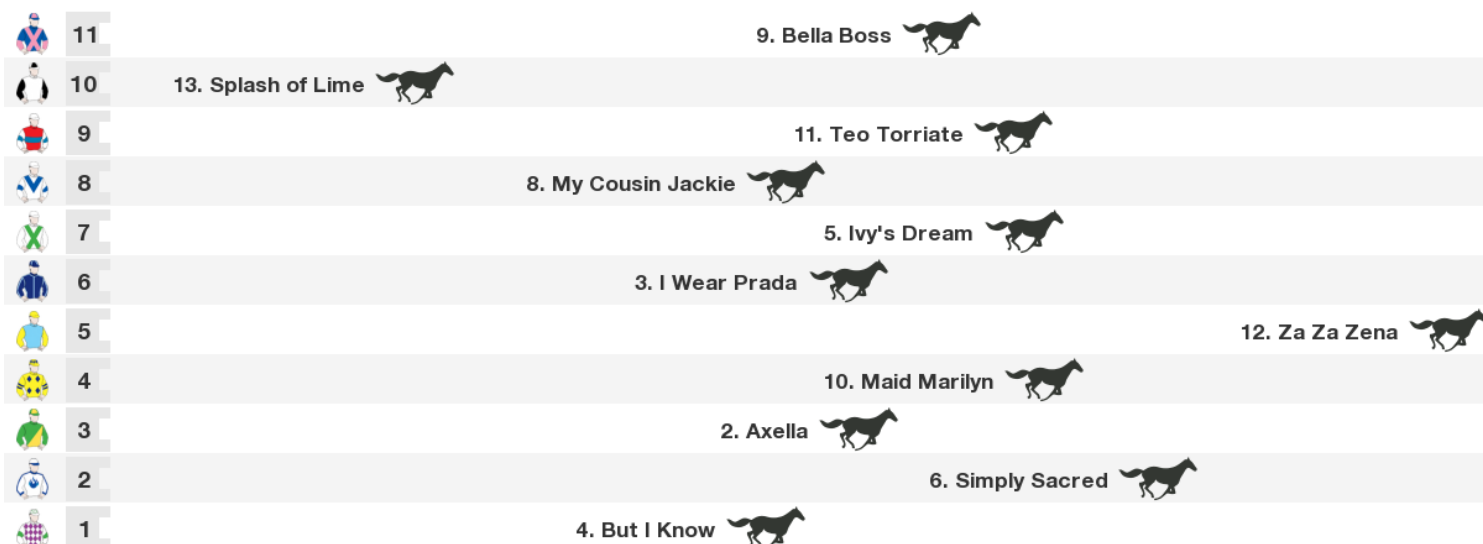 11 9. Bella Boss
10 13. Splash of Lime
9 11. Teo Torriate
8 8. My Cousin Jackie
7 5. Ivy's Dream
6 3. I Wear Prada
5 12. Za Za Zena
4 10. Maid Marilyn
3 2. Axella
2 6. Simply Sacred
1 4. But I Know